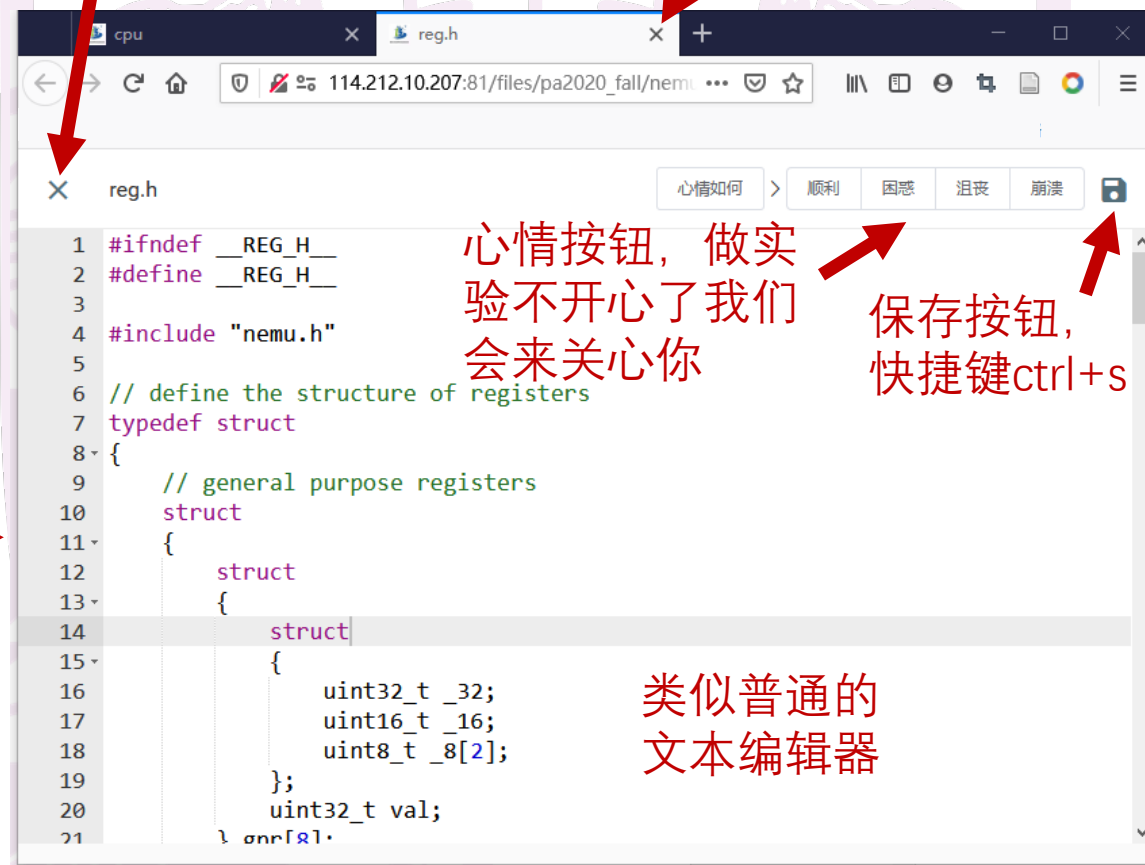 cpu
reg.h
114.212.10.207:81/files/pa2020_fall/nemu
reg.h
心情如何
顺利
困惑
沮丧
崩溃
心情按钮，做实
验不开心了我们
会来关心你
保存按钮，
快捷键ctrl+s
1 #ifndef __REG_H__
2 #define __REG_H__
3
4 #include "nemu.h"
5
6 // define the structure of registers
7 typedef struct
8 {
9 // general purpose registers
10 struct
11 {
12 struct
13 {
14 struct
15 {
16 uint32_t _32;
17 uint16_t _16;
18 uint8_t _8[2];
19 };
20 uint32_t val;
21 } gpr[8];
类似普通的
文本编辑器